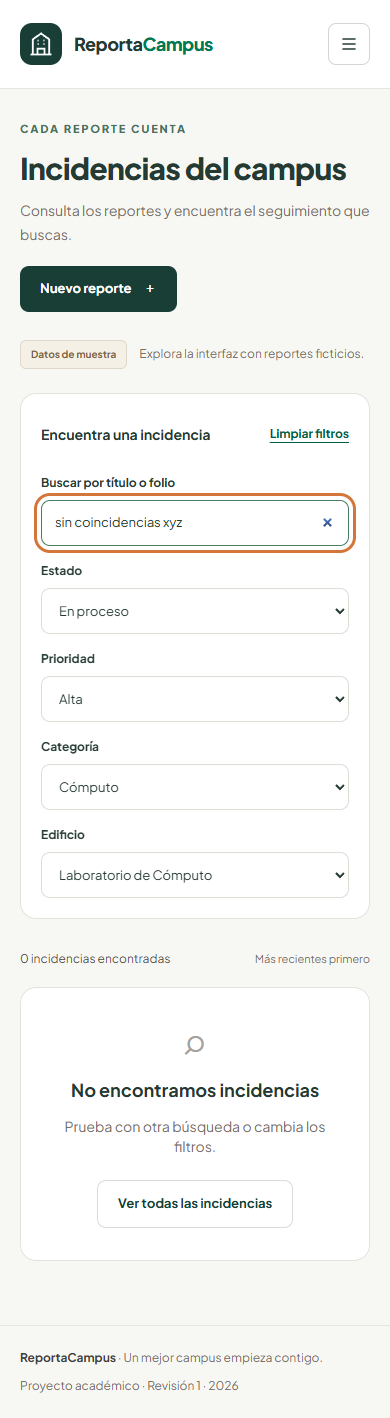 ReportaCampus
CADA REPORTE CUENTA
Incidencias del campus
Consulta los reportes y encuentra el seguimiento que
buscas.
Nuevo reporte +
Datos de muestra
Explora la interfaz con reportes ficticios.
Encuentra una incidencia
Limpiar filtros
Buscar por título o folio
sin coincidencias xyz
Estado
En proceso
Prioridad
Alta
Categoría
Cómputo
Edificio
Laboratorio de Cómputo
0 incidencias encontradas
Más recientes primero
No encontramos incidencias
Prueba con otra búsqueda o cambia los
filtros.
Ver todas las incidencias
ReportaCampus · Un mejor campus empieza contigo.
Proyecto académico · Revisión 1 · 2026